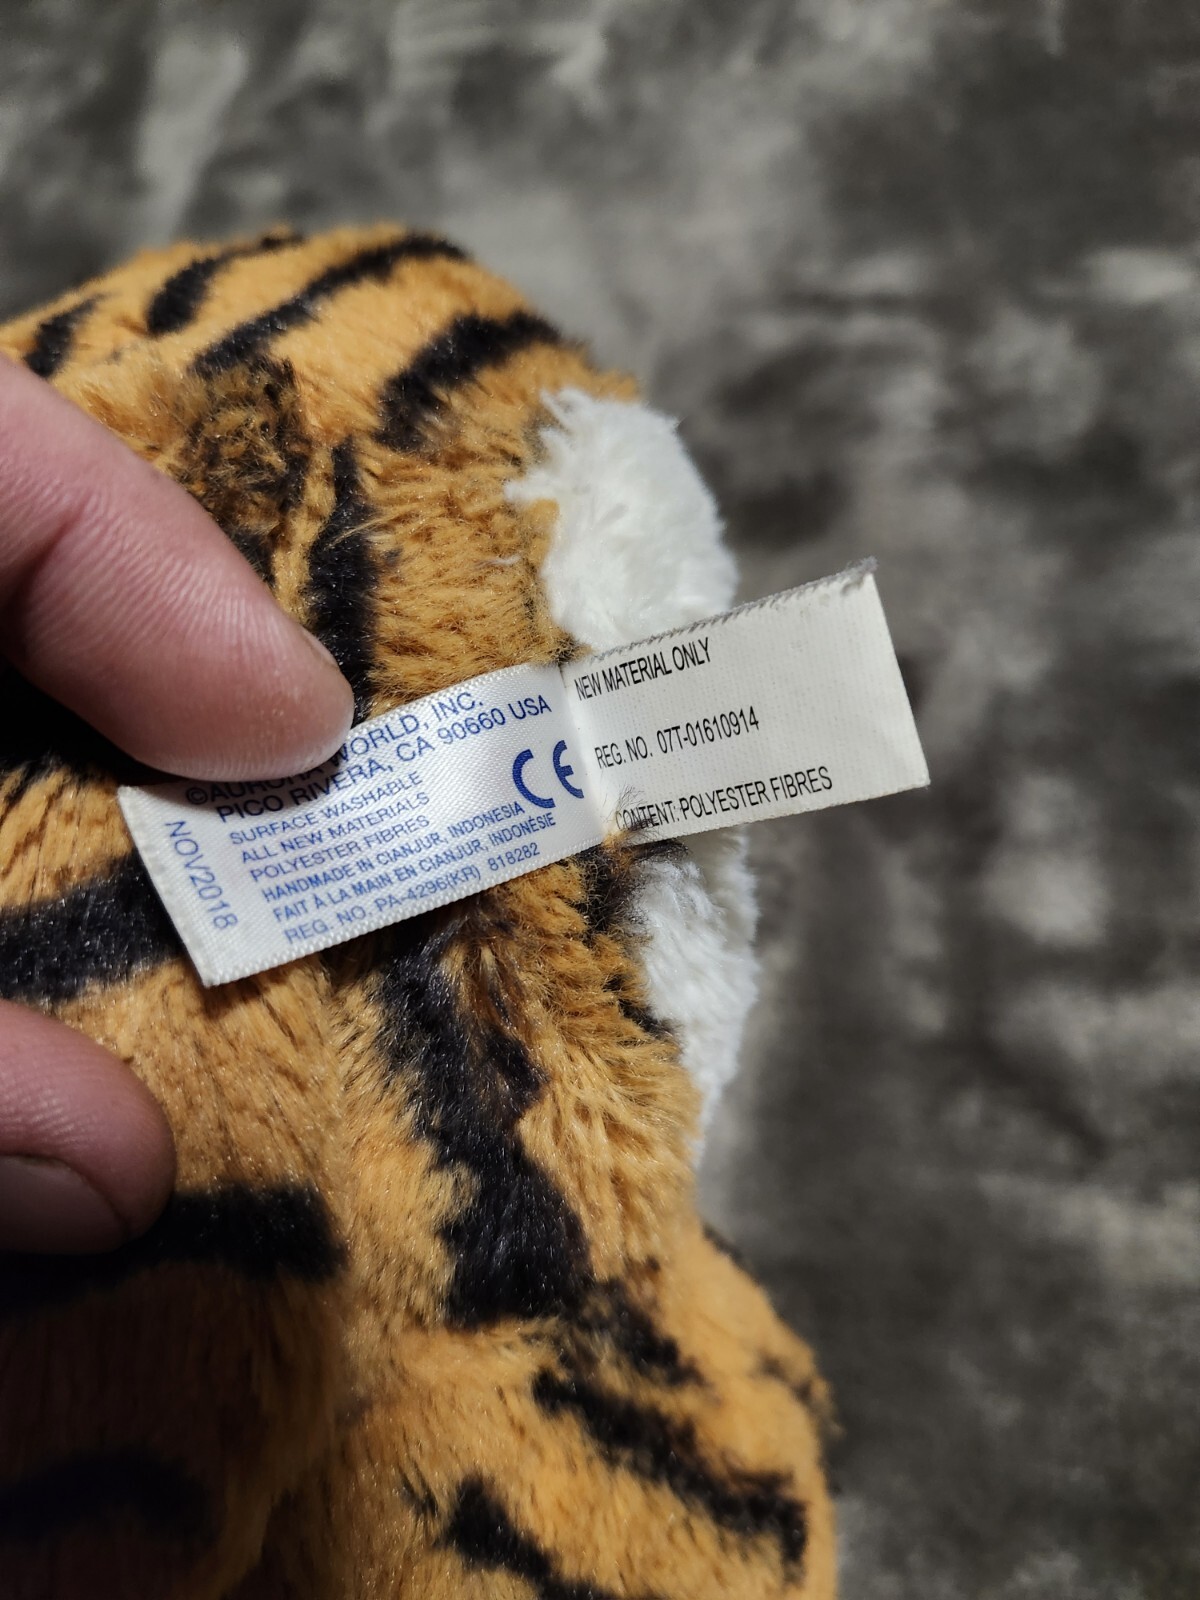 ©AURORA WORLD, INC.
PICO RIVERA, CA 90660 USA
SURFACE WASHABLE
ALL NEW MATERIALS
POLYESTER FIBRES
HANDMADE IN CIANJUR, INDONESIA
FAIT À LA MAIN EN CIANJUR, INDONÉSIE
REG. NO. PA-4296(KR) 818282
CE
NOV2018
NEW MATERIAL ONLY
REG. NO. 07T-01610914
CONTENT: POLYESTER FIBRES